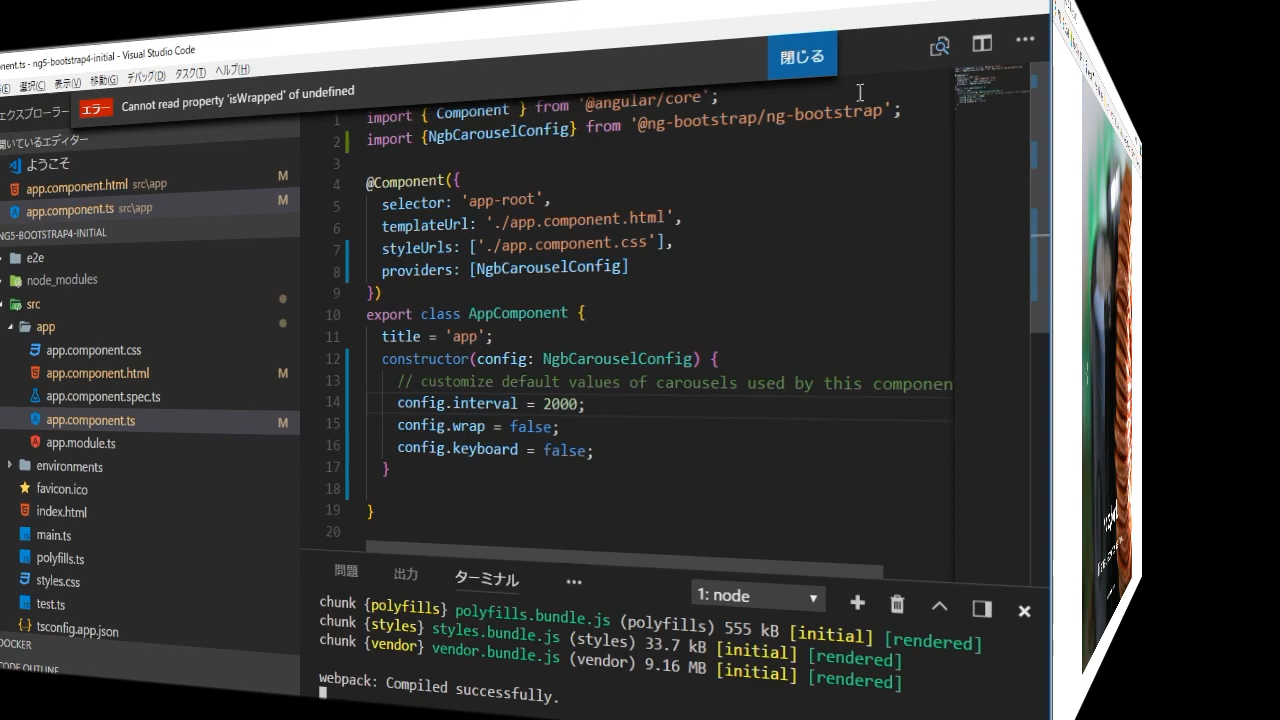 onent.ts - ng5-bootstrap4-initial - Visual Studio Code
選択(C) 表示(V) 移動(G) デバッグ(D) タスク(T) ヘルプ(H)
エラー Cannot read property 'isWrapped' of undefined
閉じる
エクスプローラー
開いているエディター
ようこそ
app.component.html src\app M
app.component.ts src\app M
NG5-BOOTSTRAP4-INITIAL
e2e
node_modules
src
app
app.component.css
app.component.html M
app.component.spec.ts
app.component.ts M
app.module.ts
environments
favicon.ico
index.html
main.ts
polyfills.ts
styles.css
test.ts
tsconfig.app.json
DOCKER
CODE OUTLINE
1 import { Component } from '@angular/core';
2 import {NgbCarouselConfig} from '@ng-bootstrap/ng-bootstrap';
3
4 @Component({
5 selector: 'app-root',
6 templateUrl: './app.component.html',
7 styleUrls: ['./app.component.css'],
8 providers: [NgbCarouselConfig]
9 })
10 export class AppComponent {
11 title = 'app';
12 constructor(config: NgbCarouselConfig) {
13 // customize default values of carousels used by this componen
14 config.interval = 2000;
15 config.wrap = false;
16 config.keyboard = false;
17 }
18
19 }
20
問題 出力 ターミナル ••• 1: node
chunk {polyfills} polyfills.bundle.js (polyfills) 555 kB [initial] [rendered]
chunk {styles} styles.bundle.js (styles) 33.7 kB [initial] [rendered]
chunk {vendor} vendor.bundle.js (vendor) 9.16 MB [initial] [rendered]
webpack: Compiled successfully.